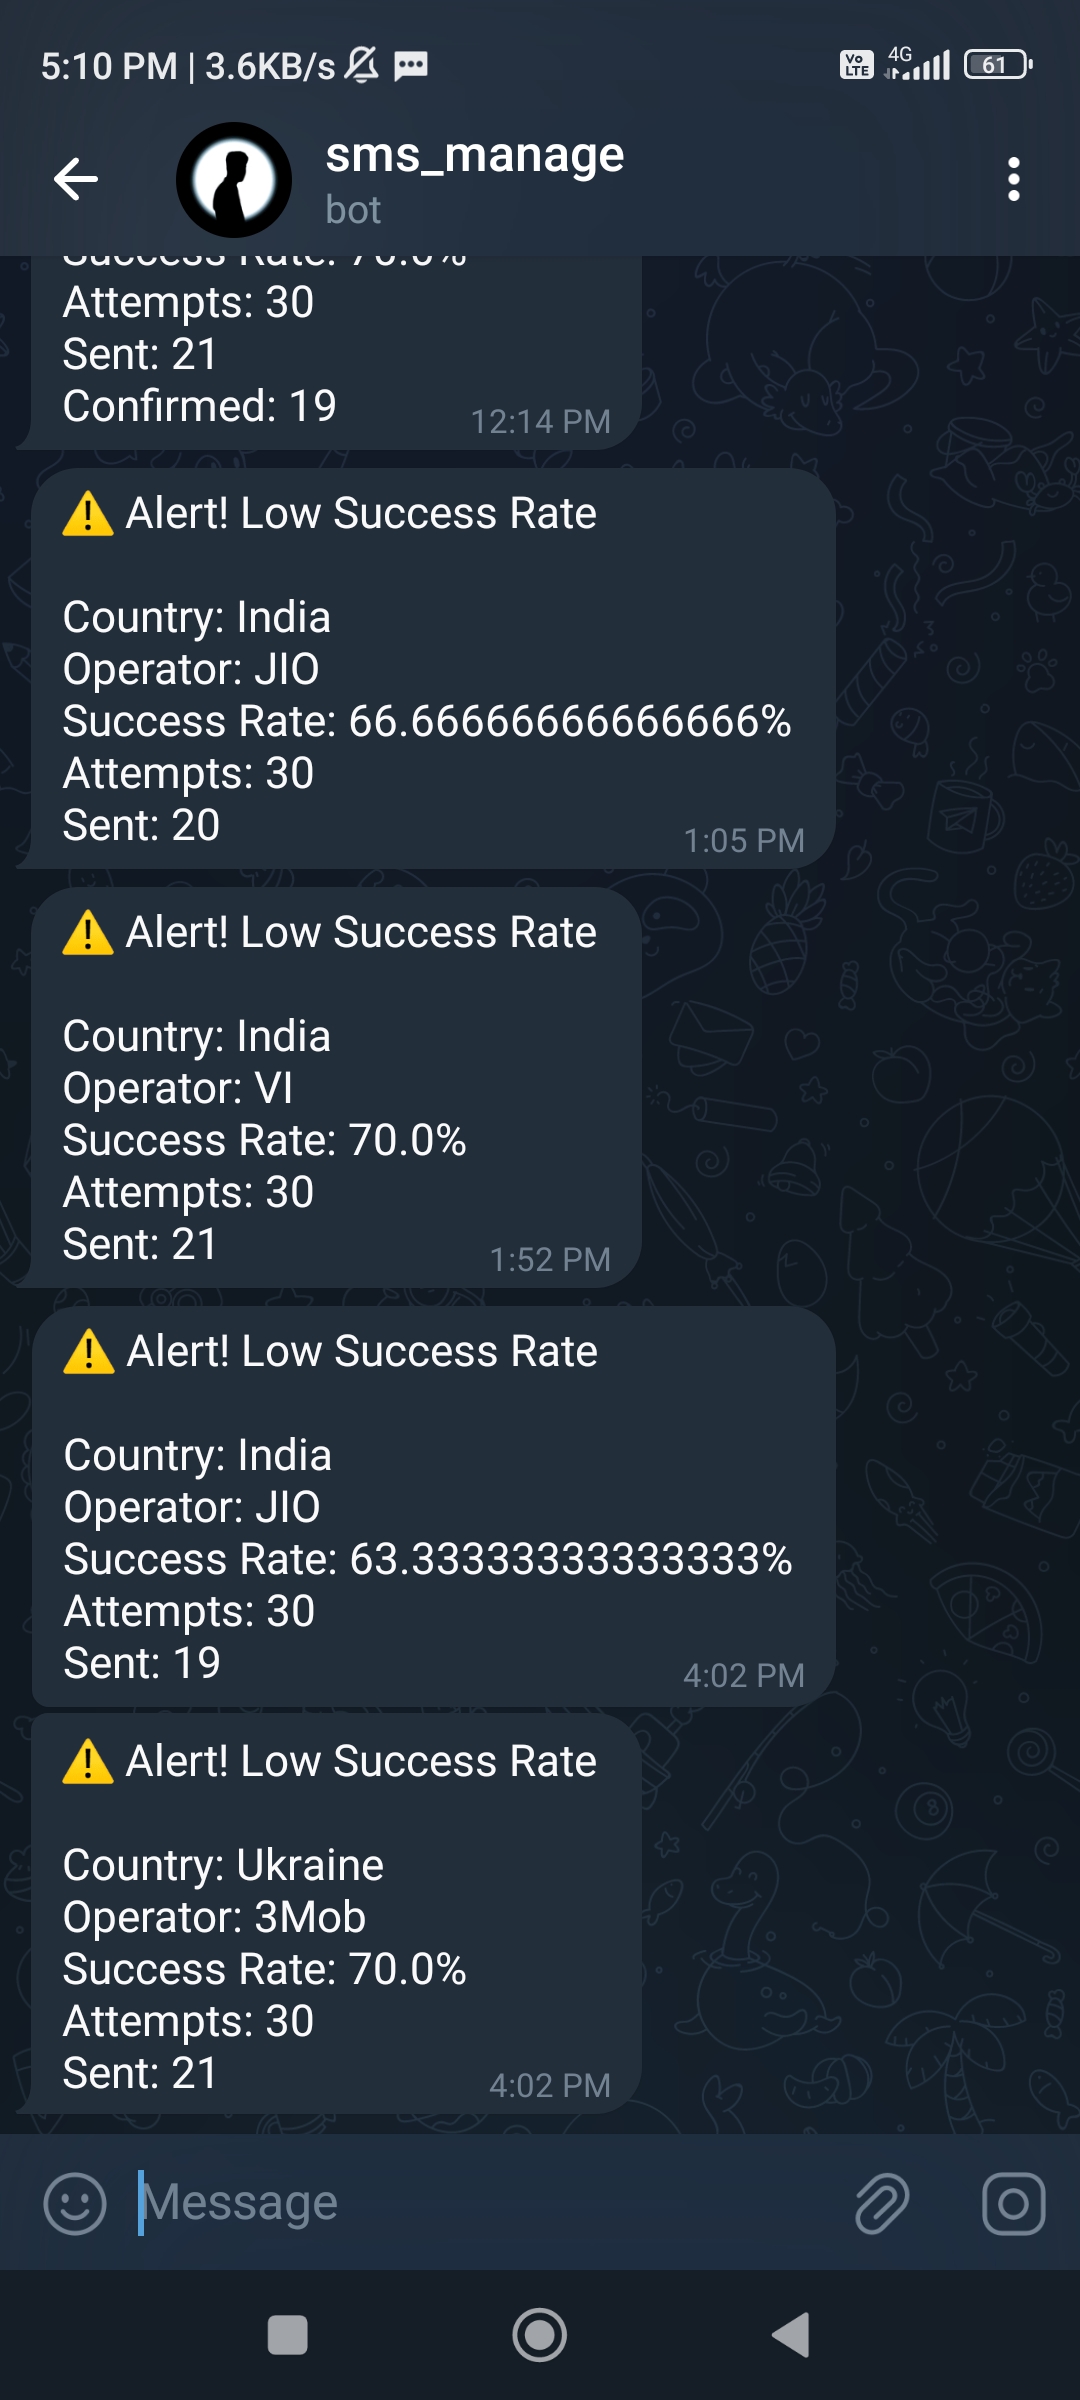 5:10 PM | 3.6KB/s
Vo LTE 4G 61
sms_manage
bot
Success Rate: 70.0%
Attempts: 30
Sent: 21
Confirmed: 19
12:14 PM
⚠️ Alert! Low Success Rate
Country: India
Operator: JIO
Success Rate: 66.66666666666666%
Attempts: 30
Sent: 20
1:05 PM
⚠️ Alert! Low Success Rate
Country: India
Operator: VI
Success Rate: 70.0%
Attempts: 30
Sent: 21
1:52 PM
⚠️ Alert! Low Success Rate
Country: India
Operator: JIO
Success Rate: 63.33333333333333%
Attempts: 30
Sent: 19
4:02 PM
⚠️ Alert! Low Success Rate
Country: Ukraine
Operator: 3Mob
Success Rate: 70.0%
Attempts: 30
Sent: 21
4:02 PM
Message